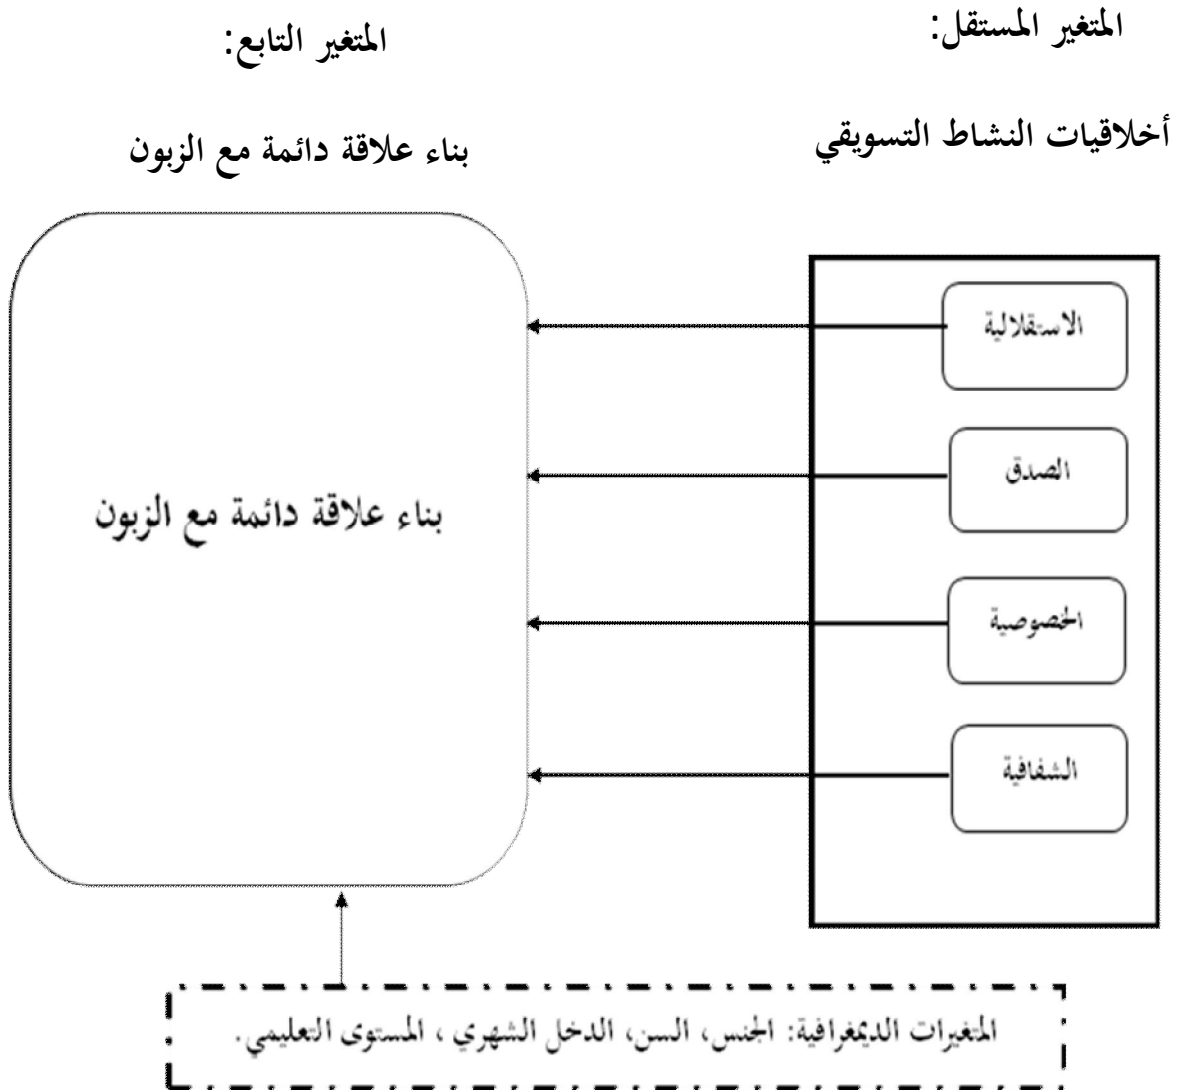 المتغير المستقل:
المتغير التابع:
أخلاقيات النشاط التسويقي
بناء علاقة دائمة مع الزبون
الاستقلالية
الصدق
الخصوصية
الشفافية
بناء علاقة دائمة مع الزبون
المتغيرات الديمغرافية: الجنس، السن، الدخل الشهري ، المستوى التعليمي.